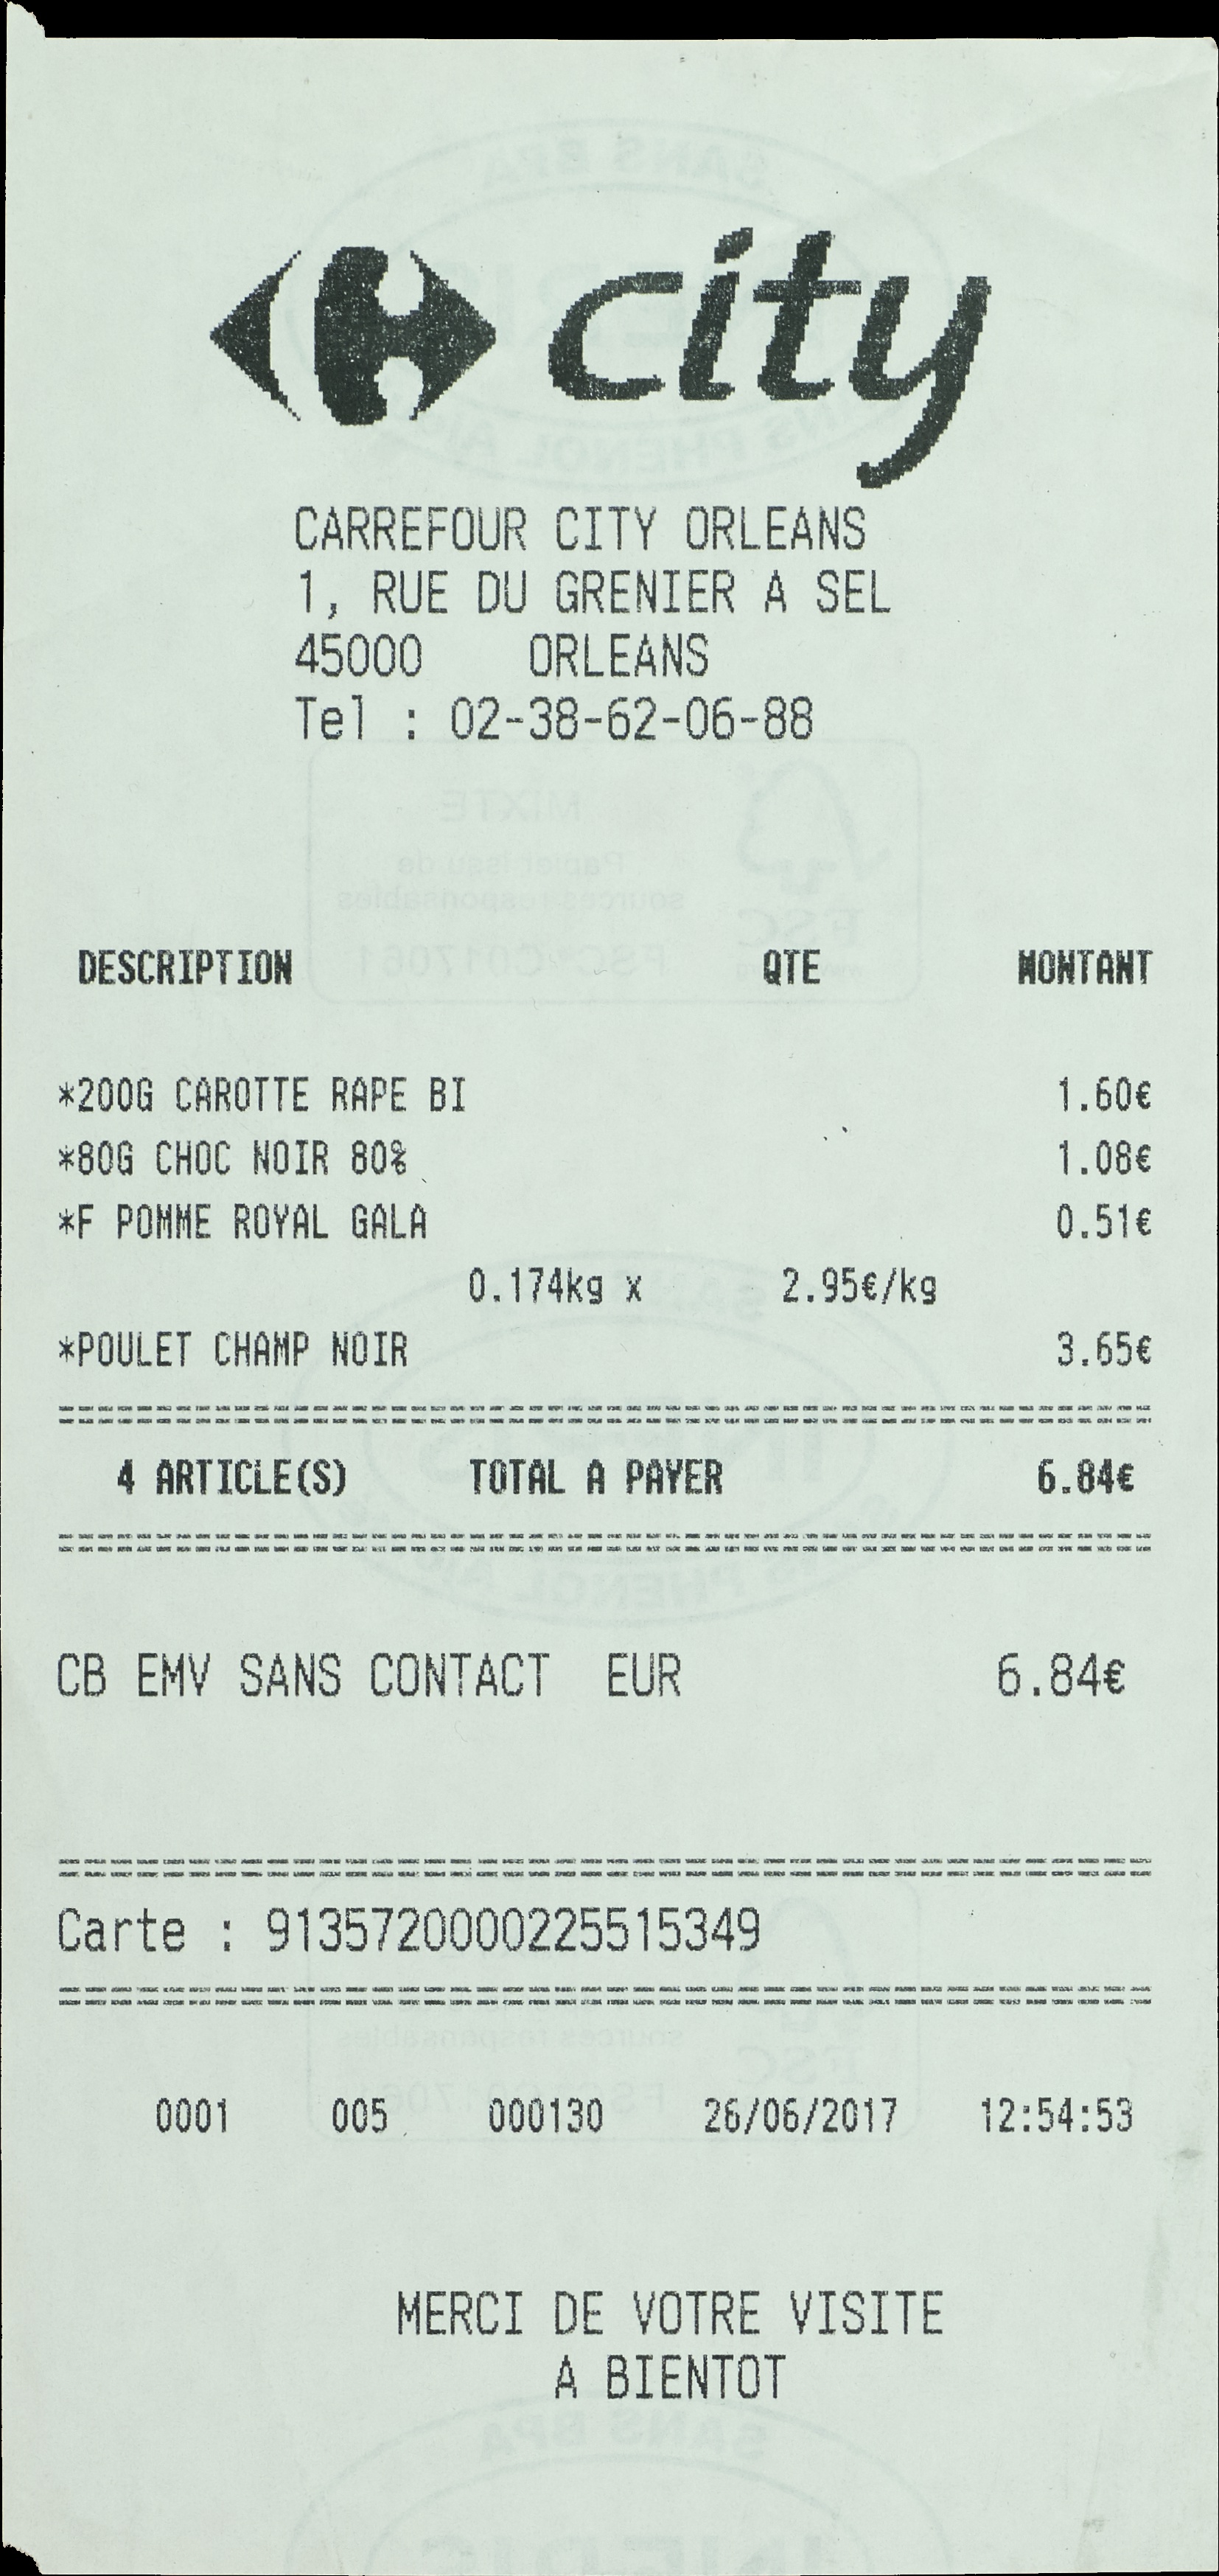 city
CARREFOUR CITY ORLEANS
1, RUE DU GRENIER A SEL
45000 ORLEANS
Tel : 02-38-62-06-88
DESCRIPTION QTE MONTANT
*200G CAROTTE RAPE BI 1.60€
*80G CHOC NOIR 80% 1.08€
*F POMME ROYAL GALA 0.51€
0.174kg x 2.95€/kg
*POULET CHAMP NOIR 3.65€
4 ARTICLE(S) TOTAL A PAYER 6.84€
CB EMV SANS CONTACT EUR 6.84€
Carte : 9135720000225515349
0001 005 000130 26/06/2017 12:54:53
MERCI DE VOTRE VISITE
A BIENTOT